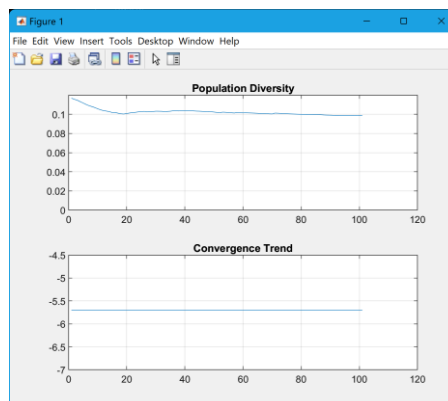 Figure 1
File Edit View Insert Tools Desktop Window Help
Population Diversity
0.1
0.08
0.06
0.04
0.02
0
0 20 40 60 80 100 120
Convergence Trend
-4.5
-5
-5.5
-6
-6.5
-7
0 20 40 60 80 100 120